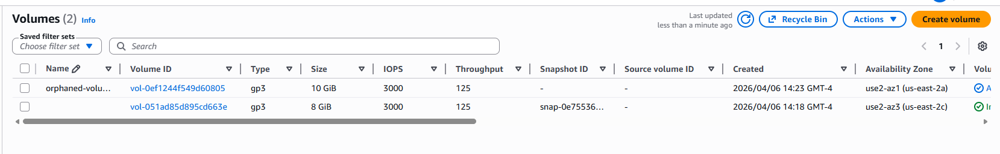 Volumes (2) Info
Last updated
less than a minute ago
Recycle Bin
Actions
Create volume
Saved filter sets
Choose filter set
Search
1
Name Volume ID Type Size IOPS Throughput Snapshot ID Source volume ID Created Availability Zone Volu
orphaned-volu... vol-0ef1244f549d60805 gp3 10 GiB 3000 125 - - 2026/04/06 14:23 GMT-4 use2-az1 (us-east-2a) A
vol-051ad85d895cd663e gp3 8 GiB 3000 125 snap-0e75536... - 2026/04/06 14:18 GMT-4 use2-az3 (us-east-2c) In